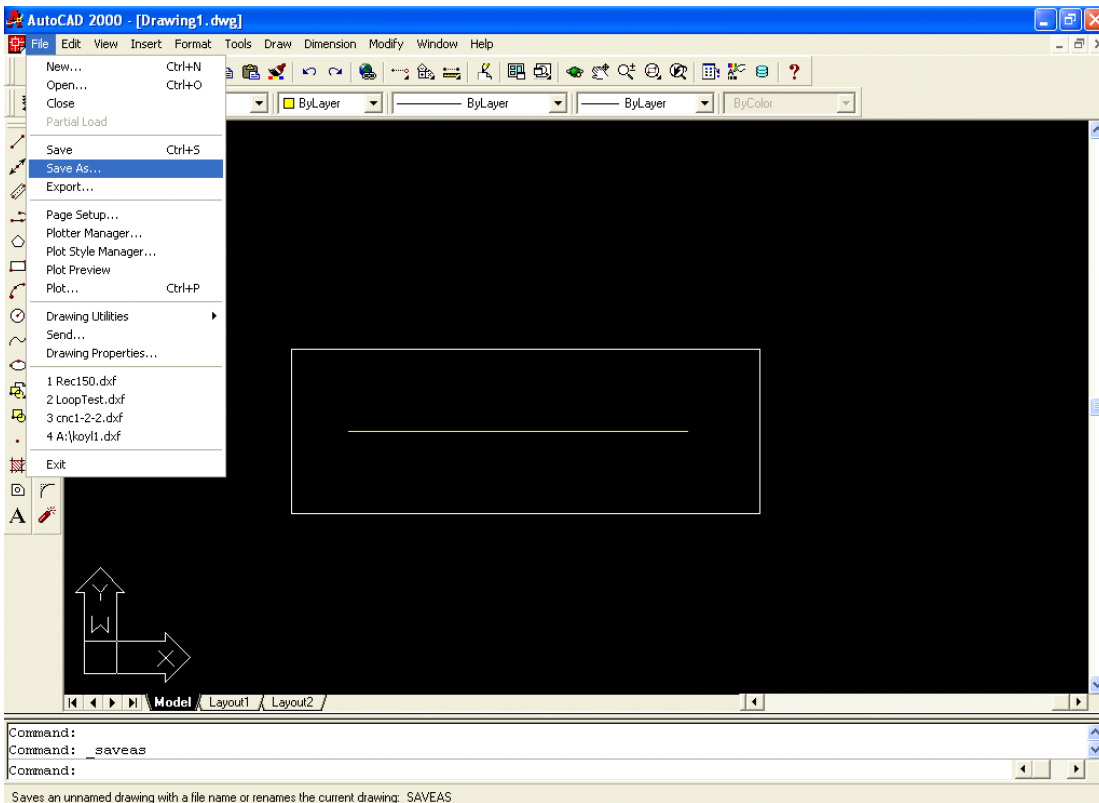 AutoCAD 2000 - [Drawing1.dwg]
File Edit View Insert Format Tools Draw Dimension Modify Window Help
New... Ctrl+N
Open... Ctrl+O
Close
Partial Load
Save Ctrl+S
Save As...
Export...
Page Setup...
Plotter Manager...
Plot Style Manager...
Plot Preview
Plot... Ctrl+P
Drawing Utilities
Send...
Drawing Properties...
1 Rec150.dxf
2 LoopTest.dxf
3 cnc1-2-2.dxf
4 A:\koyl1.dxf
Exit
?
ByLayer ByLayer ByLayer ByColor
A
Y
W
X
Model Layout1 Layout2
Command:
Command: _saveas
Command:
Saves an unnamed drawing with a file name or renames the current drawing: SAVEAS